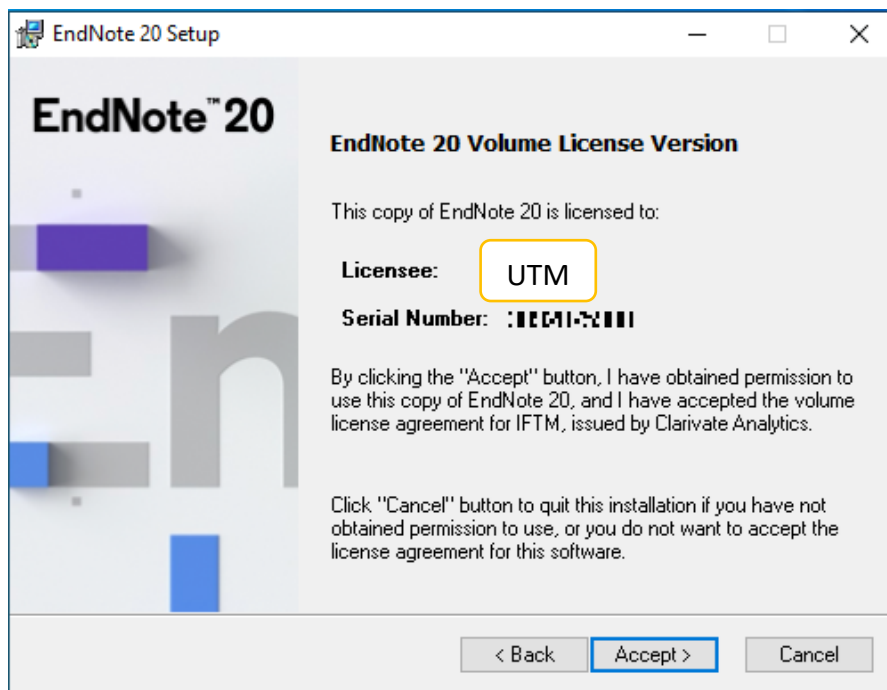 EndNote 20 Setup
EndNote™20
EndNote 20 Volume License Version
This copy of EndNote 20 is licensed to:
Licensee: UTM
Serial Number:
By clicking the "Accept" button, I have obtained permission to
use this copy of EndNote 20, and I have accepted the volume
license agreement for IFTM, issued by Clarivate Analytics.
Click "Cancel" button to quit this installation if you have not
obtained permission to use, or you do not want to accept the
license agreement for this software.
En
< Back Accept > Cancel